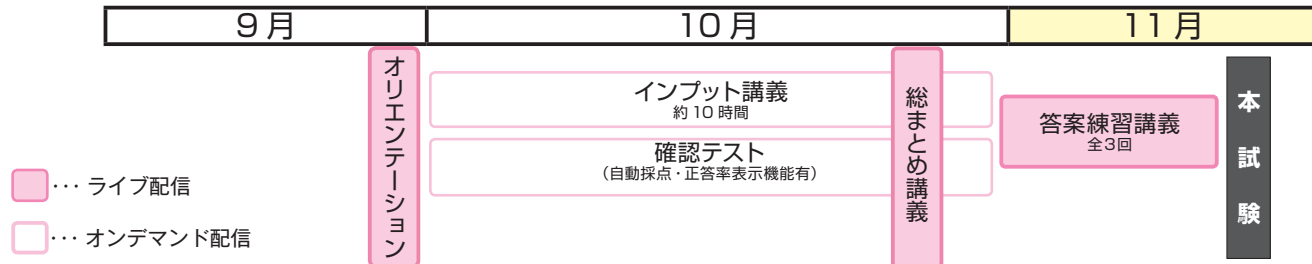 9月
10月
11月
オリエンテーション
インプット講義
約10時間
確認テスト
（自動採点・正答率表示機能有）
総まとめ講義
答案練習講義
全3回
本試験
･･･ ライブ配信
･･･ オンデマンド配信